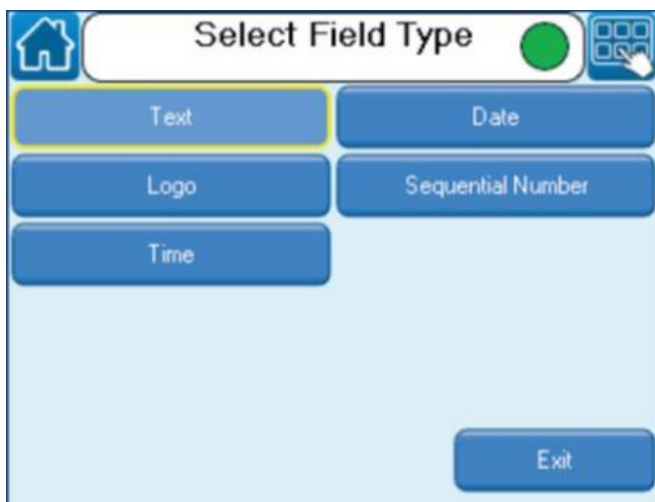 Select Field Type
Text
Date
Logo
Sequential Number
Time
Exit